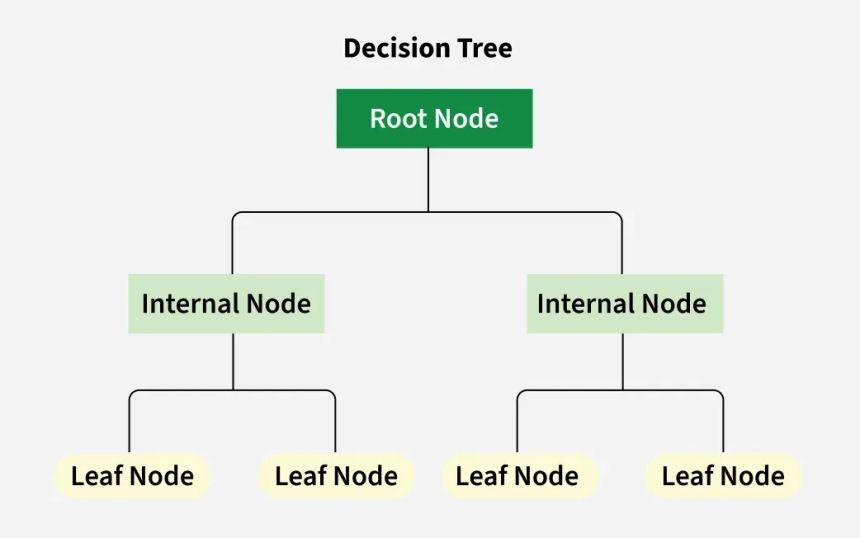 Decision Tree
Root Node
Internal Node
Internal Node
Leaf Node
Leaf Node
Leaf Node
Leaf Node